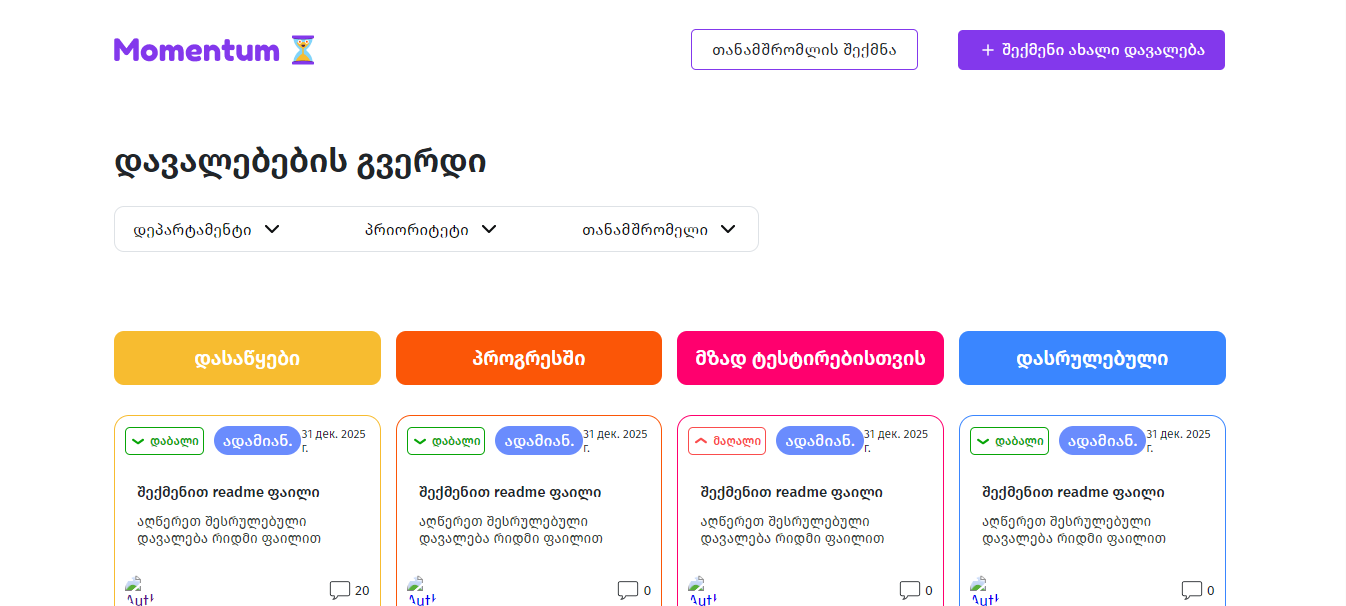 Momentum
თანამშრომლის შექმნა
+ შექმენი ახალი დავალება
დავალებების გვერდი
დეპარტამენტი
პრიორიტეტი
თანამშრომელი
დასაწყები
პროგრესში
მზად ტესტირებისთვის
დასრულებული
დაბალი
ადამიან.
31 дек. 2025
г.
შექმენით readme ფაილი
აღწერეთ შესრულებული
დავალება რიდმი ფაილით
20
დაბალი
ადამიან.
31 дек. 2025
г.
შექმენით readme ფაილი
აღწერეთ შესრულებული
დავალება რიდმი ფაილით
0
მაღალი
ადამიან.
31 дек. 2025
г.
შექმენით readme ფაილი
აღწერეთ შესრულებული
დავალება რიდმი ფაილით
0
დაბალი
ადამიან.
31 дек. 2025
г.
შექმენით readme ფაილი
აღწერეთ შესრულებული
დავალება რიდმი ფაილით
0